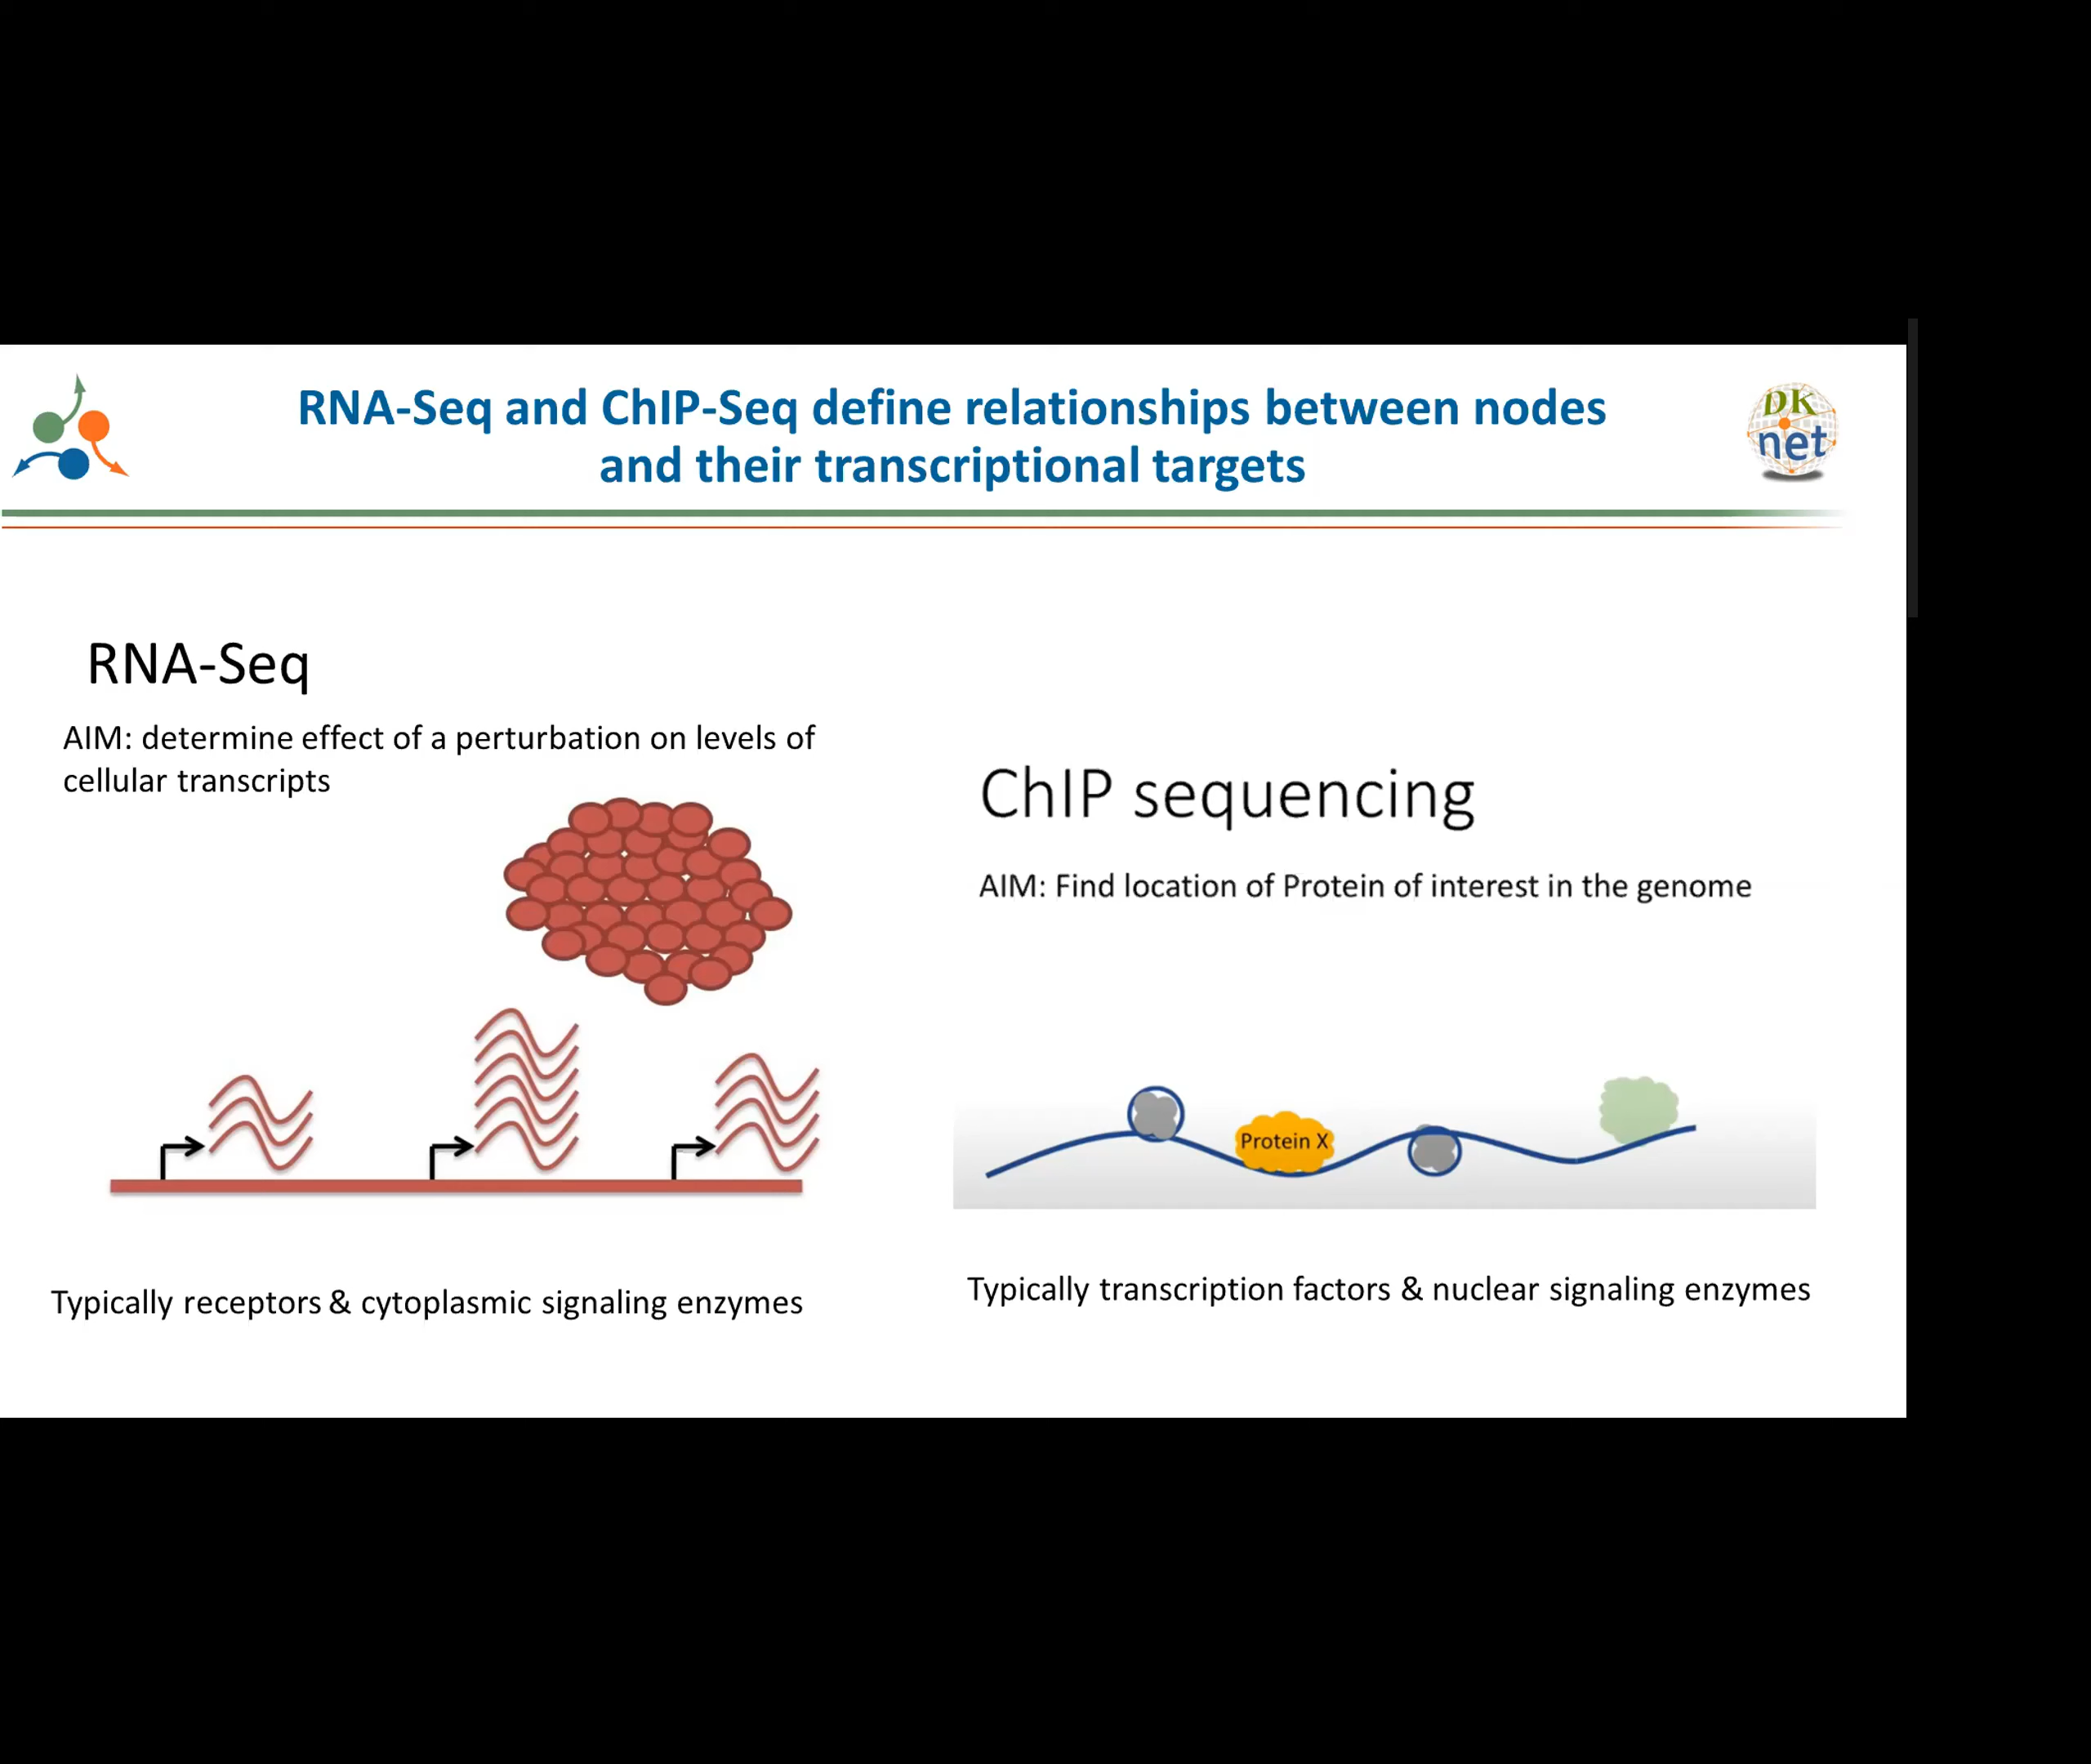 RNA-Seq and ChIP-Seq define relationships between nodes
and their transcriptional targets
DK
net
RNA-Seq
AIM: determine effect of a perturbation on levels of
cellular transcripts
ChIP sequencing
AIM: Find location of Protein of interest in the genome
Protein X
Typically receptors & cytoplasmic signaling enzymes
Typically transcription factors & nuclear signaling enzymes